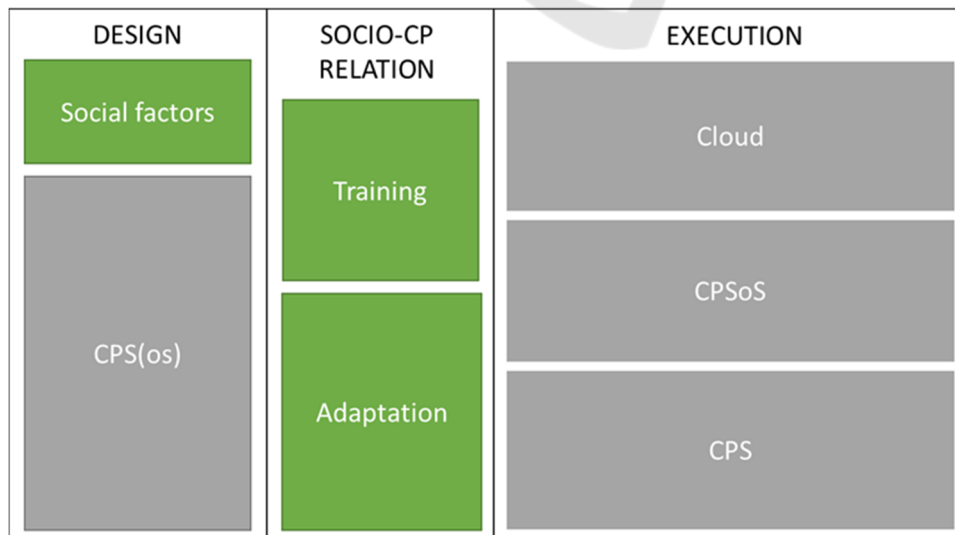 DESIGN
Social factors
CPS(os)
SOCIO-CP
RELATION
Training
Adaptation
EXECUTION
Cloud
CPSoS
CPS